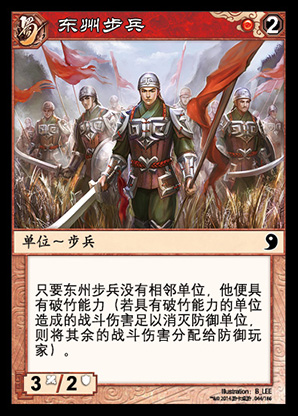 蜀
东州步兵
2
单位～步兵
只要东州步兵没有相邻单位，他便具
有破竹能力（若具有破竹能力的单位
造成的战斗伤害足以消灭防御单位，
则将其余的战斗伤害分配给防御玩
家）。
3 / 2
Illustration: B_LEE
044/166